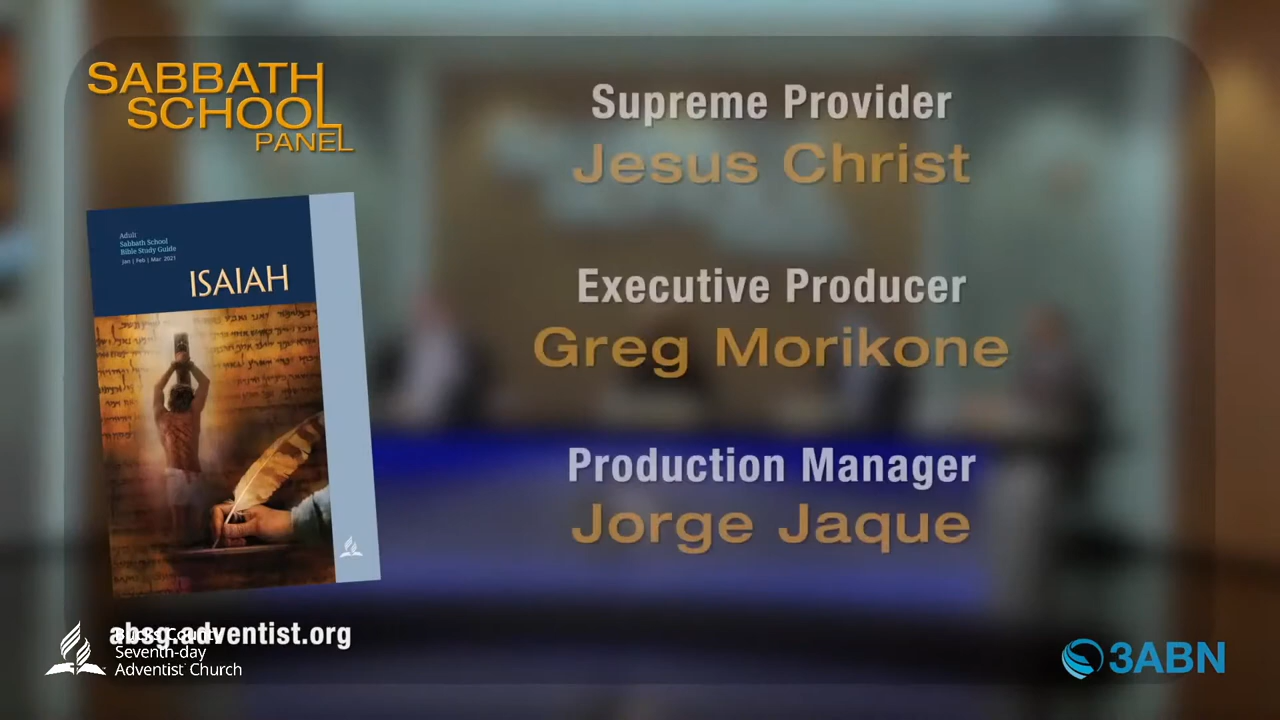 SABBATH
SCHOOL
PANEL
Supreme Provider
Jesus Christ
Adult
Sabbath School
Bible Study Guide
Jan | Feb | Mar 2021
ISAIAH
Executive Producer
Greg Morikone
Production Manager
Jorge Jaque
absg.adventist.org
Seventh-day
Adventist Church
3ABN